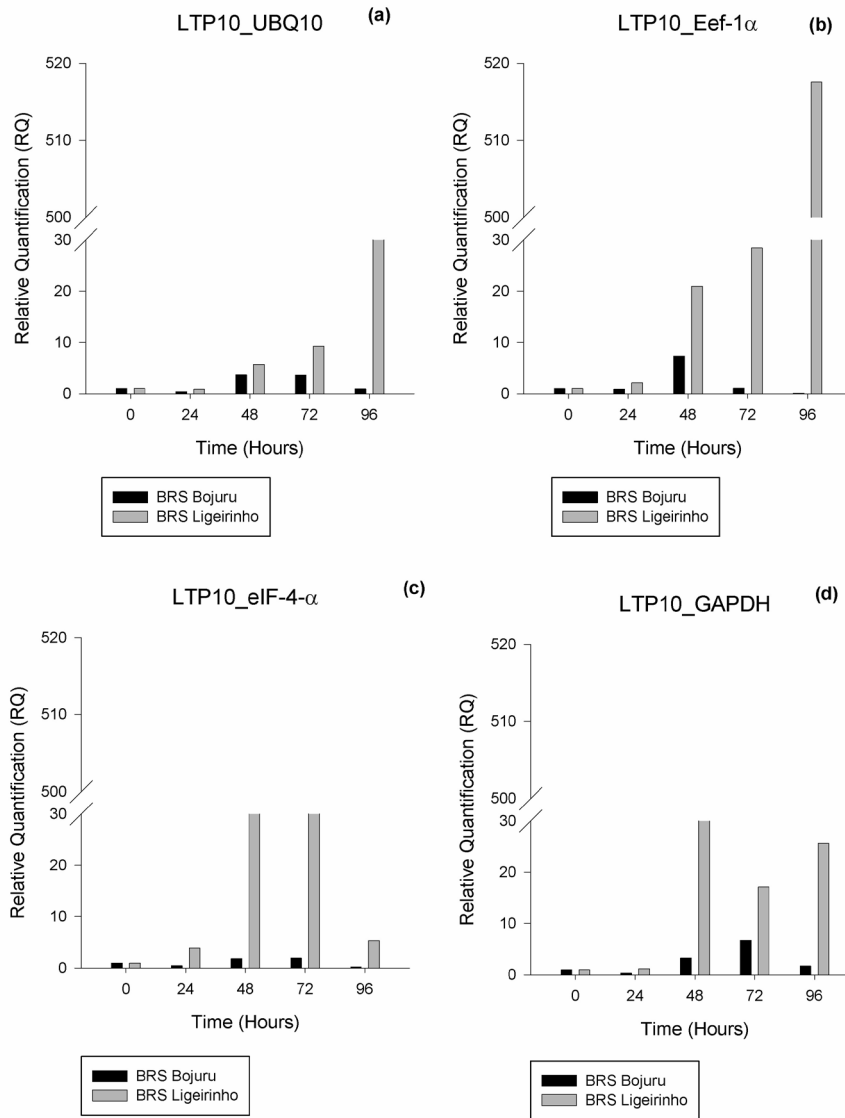 LTP10_UBQ10
(a)
Relative Quantification (RQ)
520
510
500
30
20
10
0
0 24 48 72 96
Time (Hours)
BRS Bojuru
BRS Ligeirinho
LTP10_Eef-1α
(b)
Relative Quantification (RQ)
520
510
500
30
20
10
0
0 24 48 72 96
Time (Hours)
BRS Bojuru
BRS Ligeirinho
LTP10_eIF-4-α
(c)
Relative Quantification (RQ)
520
510
500
30
20
10
0
0 24 48 72 96
Time (Hours)
BRS Bojuru
BRS Ligeirinho
LTP10_GAPDH
(d)
Relative Quantification (RQ)
520
510
500
30
20
10
0
0 24 48 72 96
Time (Hours)
BRS Bojuru
BRS Ligeirinho